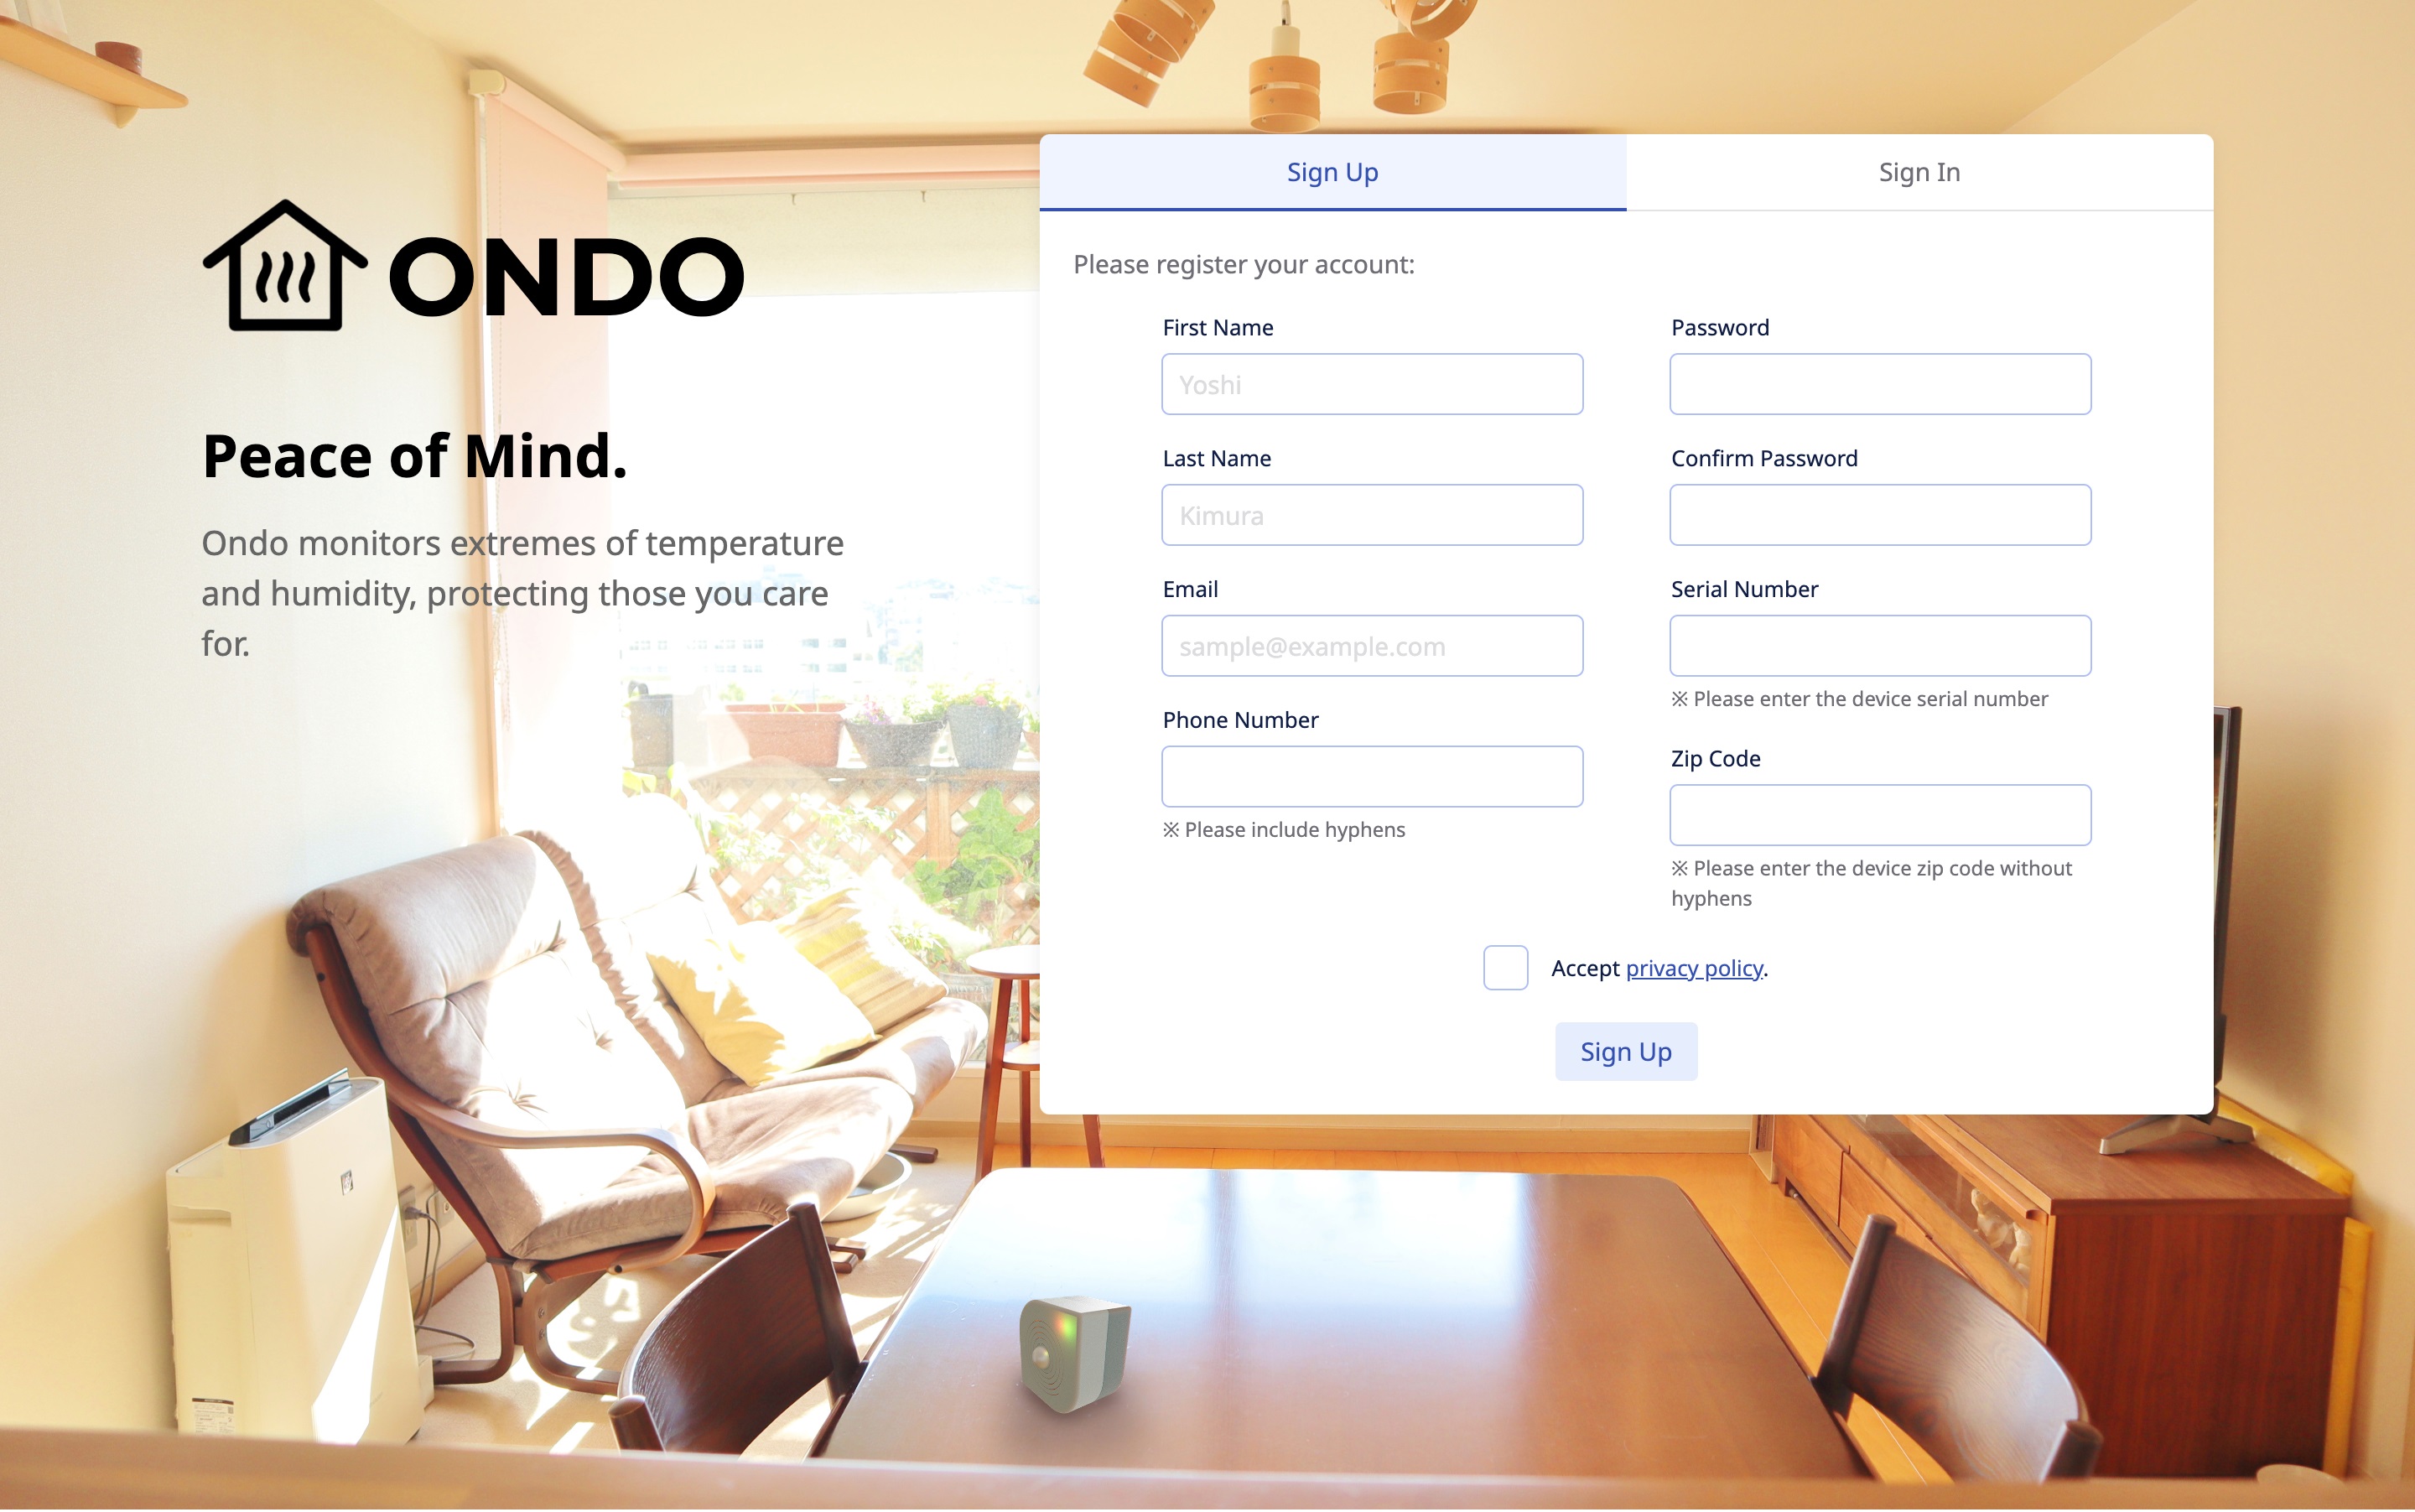 ONDO
Peace of Mind.
Ondo monitors extremes of temperature
and humidity, protecting those you care
for.
Sign Up
Sign In
Please register your account:
First Name
Yoshi
Last Name
Kimura
Email
sample@example.com
Phone Number
※ Please include hyphens
Password
Confirm Password
Serial Number
※ Please enter the device serial number
Zip Code
※ Please enter the device zip code without
hyphens
Accept privacy policy.
Sign Up